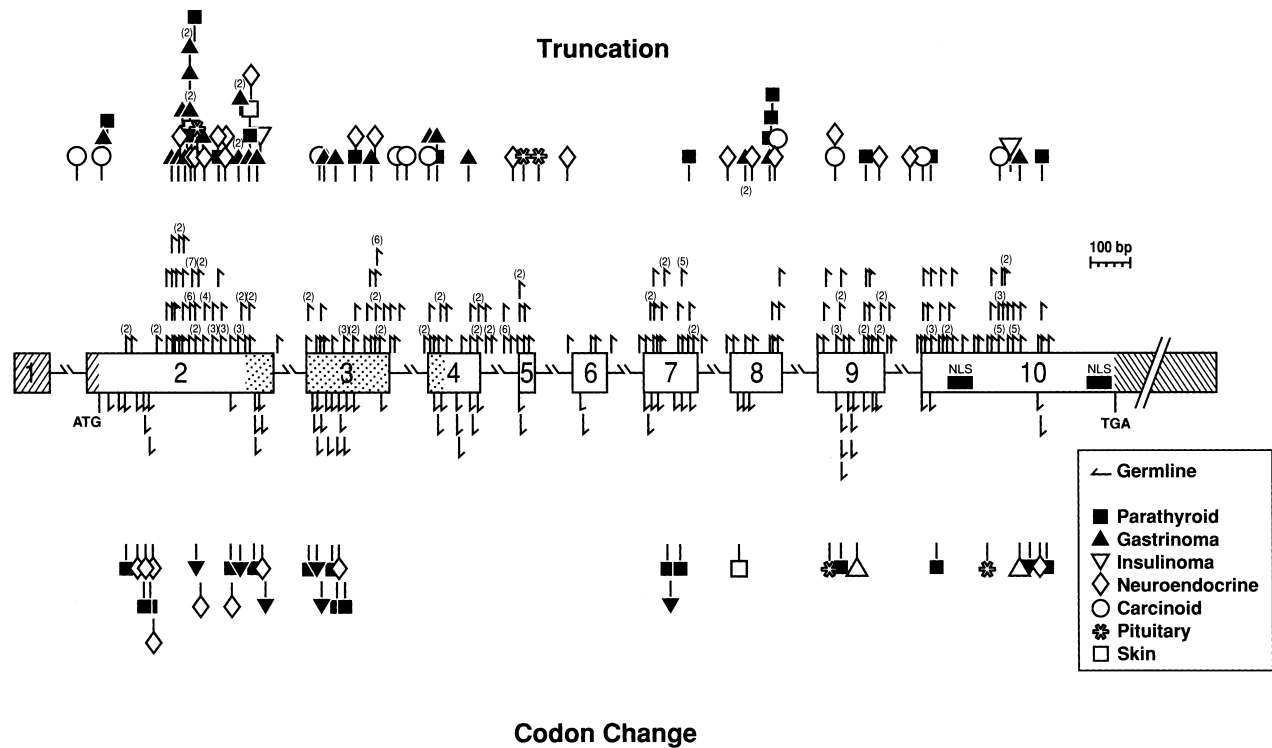 Truncation
(2)
(2)
(2)
(2)
(2)
(2)
(6)
(2)
100 bp
(7) (2)
(2)
(5)
(2)
(2)
(6) (4) (2) (2)
(2)
(2)
(2)
(2)
(2)
(2)
(2)
(3)
(2) (2) (2) (3) (3) (3)
(3) (2) (2)
(2) (2) (2) (6)
(2)
(3) (2) (2)
(3) (2) (5) (5)
1 2 3 4 5 6 7 8 9 10
NLS NLS
ATG
TGA
Germline
Parathyroid
Gastrinoma
Insulinoma
Neuroendocrine
Carcinoid
Pituitary
Skin
Codon Change